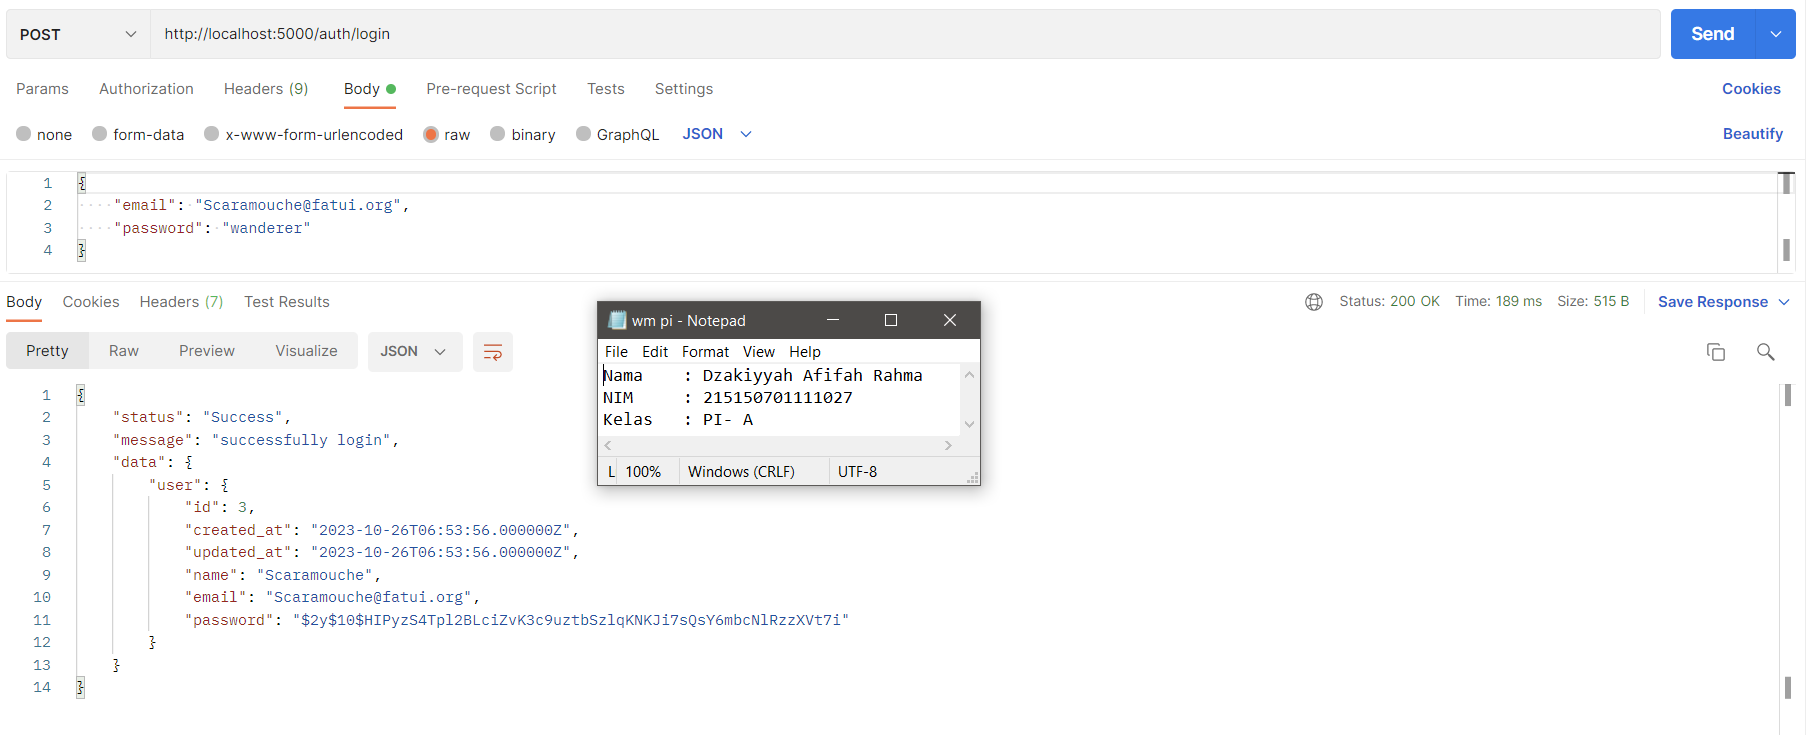 POST http://localhost:5000/auth/login Send
Params Authorization Headers (9) Body Pre-request Script Tests Settings Cookies
none form-data x-www-form-urlencoded raw binary GraphQL JSON Beautify
1 {
2 "email": "Scaramouche@fatui.org",
3 "password": "wanderer"
4 }
Body Cookies Headers (7) Test Results Status: 200 OK Time: 189 ms Size: 515 B Save Response
Pretty Raw Preview Visualize JSON
1 {
2 "status": "Success",
3 "message": "successfully login",
4 "data": {
5 "user": {
6 "id": 3,
7 "created_at": "2023-10-26T06:53:56.000000Z",
8 "updated_at": "2023-10-26T06:53:56.000000Z",
9 "name": "Scaramouche",
10 "email": "Scaramouche@fatui.org",
11 "password": "$2y$10$HIPyzS4Tpl2BLciZvK3c9uztbSzlqKNKJi7sQsY6mbcNlRzzXVt7i"
12 }
13 }
14 }
wm pi - Notepad
File Edit Format View Help
Nama : Dzakiyyah Afifah Rahma
NIM : 215150701111027
Kelas : PI- A
L 100% Windows (CRLF) UTF-8